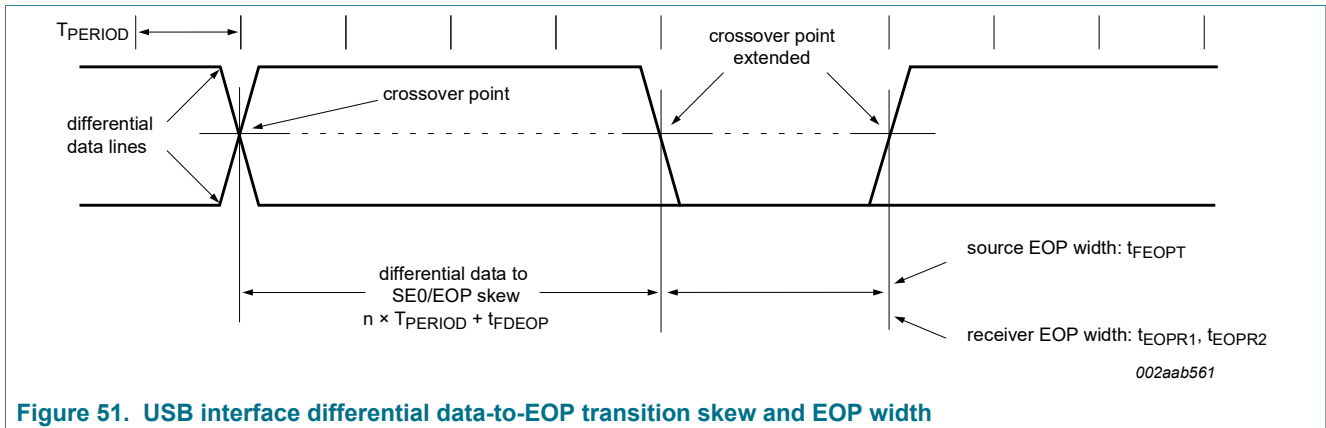 TPERIOD
crossover point
extended
crossover point
differential
data lines
differential data to
SE0/EOP skew
n × TPERIOD + tFDEOP
source EOP width: tFEOPT
receiver EOP width: tEOPR1, tEOPR2
002aab561
Figure 51. USB interface differential data-to-EOP transition skew and EOP width